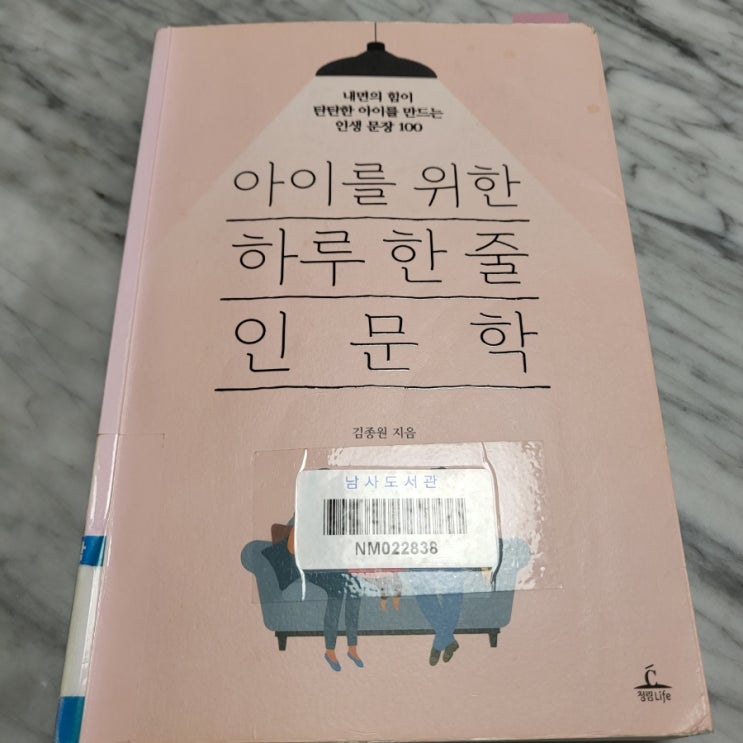 내면의 힘이
단단한 아이를 만드는
인생 문장 100
아이를 위한
하루 한 줄
인문학
김종원 지음
남사도서관
NM022838
청림Life